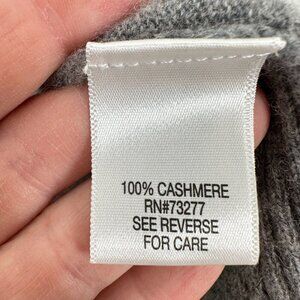 100% CASHMERE
RN#73277
SEE REVERSE
FOR CARE